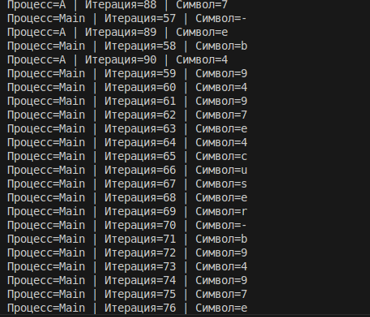 Процесс=A | Итерация=88 | Символ=7
Процесс=Main | Итерация=57 | Символ=-
Процесс=A | Итерация=89 | Символ=e
Процесс=Main | Итерация=58 | Символ=b
Процесс=A | Итерация=90 | Символ=4
Процесс=Main | Итерация=59 | Символ=9
Процесс=Main | Итерация=60 | Символ=4
Процесс=Main | Итерация=61 | Символ=9
Процесс=Main | Итерация=62 | Символ=7
Процесс=Main | Итерация=63 | Символ=e
Процесс=Main | Итерация=64 | Символ=4
Процесс=Main | Итерация=65 | Символ=c
Процесс=Main | Итерация=66 | Символ=u
Процесс=Main | Итерация=67 | Символ=s
Процесс=Main | Итерация=68 | Символ=e
Процесс=Main | Итерация=69 | Символ=r
Процесс=Main | Итерация=70 | Символ=-
Процесс=Main | Итерация=71 | Символ=b
Процесс=Main | Итерация=72 | Символ=9
Процесс=Main | Итерация=73 | Символ=4
Процесс=Main | Итерация=74 | Символ=9
Процесс=Main | Итерация=75 | Символ=7
Процесс=Main | Итерация=76 | Символ=e